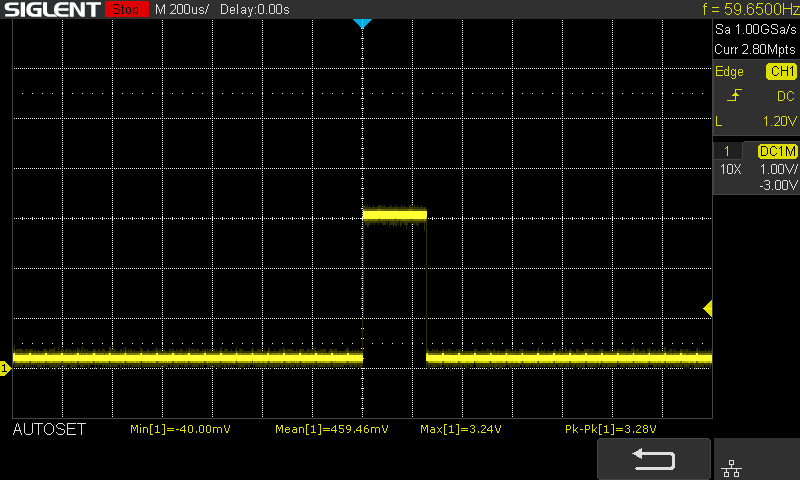 SIGLENT Stop M 200us/ Delay:0.00s f = 59.6500Hz
Sa 1.00GSa/s
Curr 2.80Mpts
Edge CH1
DC
L 1.20V
1 DC1M
10X 1.00V/
-3.00V
1
AUTOSET Min[1]=-40.00mV Mean[1]=459.46mV Max[1]=3.24V Pk-Pk[1]=3.28V